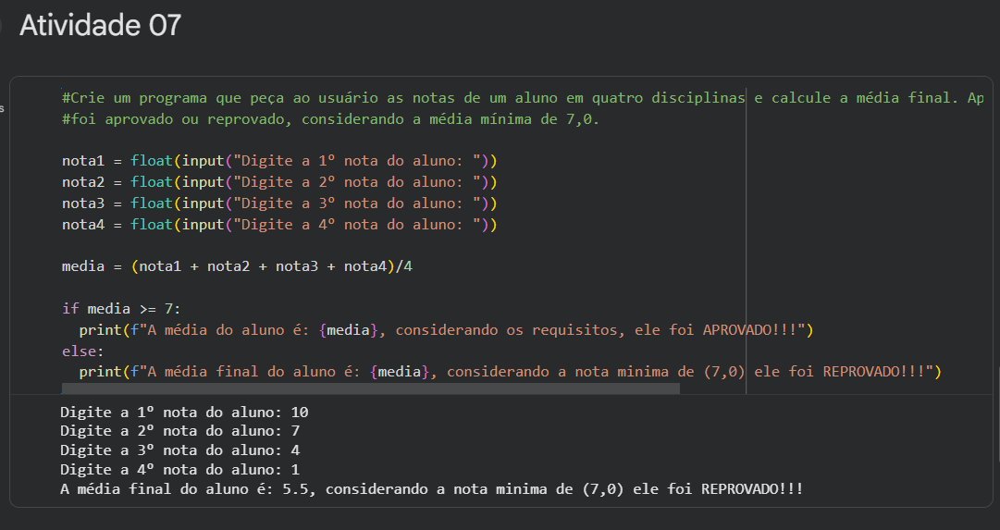 Atividade 07
s
#Crie um programa que peça ao usuário as notas de um aluno em quatro disciplinas e calcule a média final. Ap
#foi aprovado ou reprovado, considerando a média mínima de 7,0.
nota1 = float(input("Digite a 1º nota do aluno: "))
nota2 = float(input("Digite a 2º nota do aluno: "))
nota3 = float(input("Digite a 3º nota do aluno: "))
nota4 = float(input("Digite a 4º nota do aluno: "))
media = (nota1 + nota2 + nota3 + nota4)/4
if media >= 7:
  print(f"A média do aluno é: {media}, considerando os requisitos, ele foi APROVADO!!!")
else:
  print(f"A média final do aluno é: {media}, considerando a nota minima de (7,0) ele foi REPROVADO!!!")
Digite a 1º nota do aluno: 10
Digite a 2º nota do aluno: 7
Digite a 3º nota do aluno: 4
Digite a 4º nota do aluno: 1
A média final do aluno é: 5.5, considerando a nota minima de (7,0) ele foi REPROVADO!!!